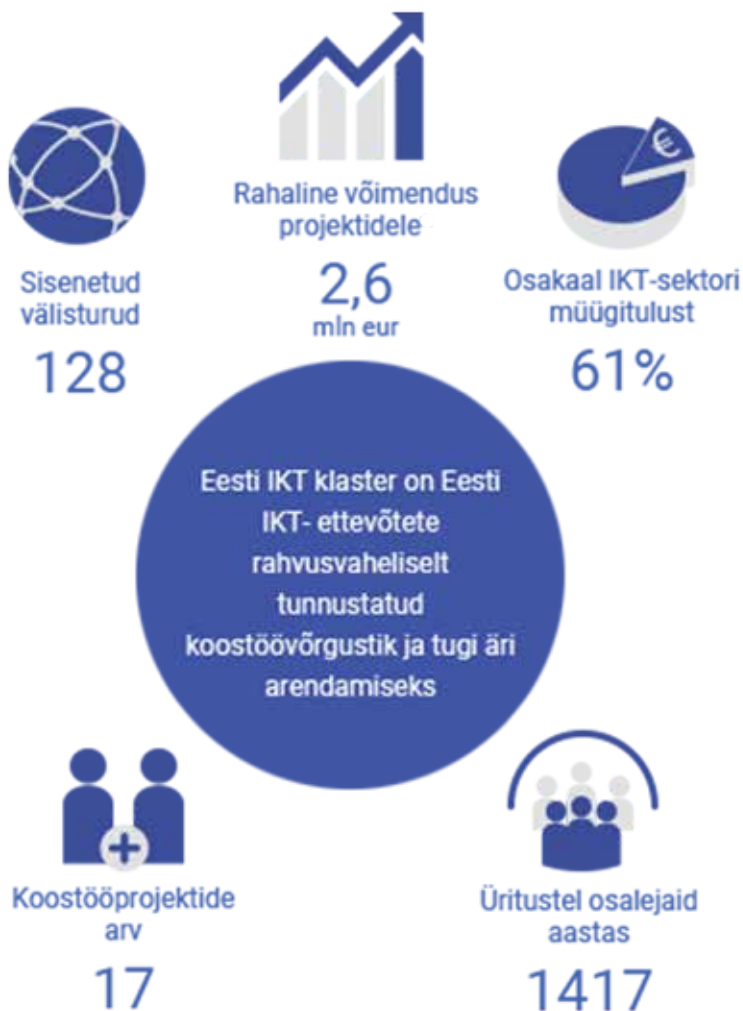 Rahaline võimendus
projektidele
2,6
mln eur
Sisenetud
välisturud
128
€
Osakaal IKT-sektori
müügitulust
61%
Eesti IKT klaster on Eesti
IKT- ettevõtete
rahvusvaheliselt
tunnustatud
koostöövõrgustik ja tugi äri
arendamiseks
Koostööprojektide
arv
17
Üritustel osalejaid
aastas
1417